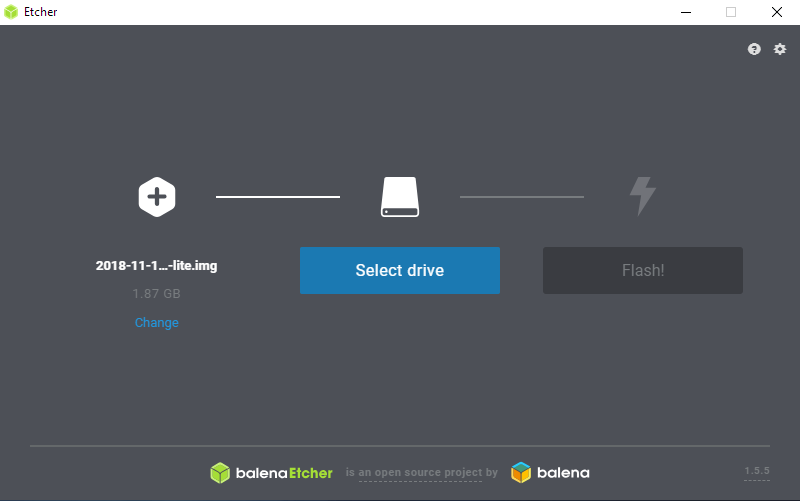 Etcher
2018-11-1...-lite.img
1.87 GB
Change
Select drive
Flash!
balenaEtcher is an open source project by balena
1.5.5